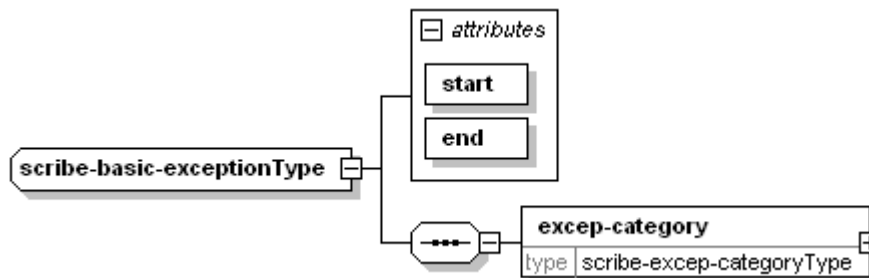 attributes
start
end
scribe-basic-exceptionType
excep-category
type scribe-excep-categoryType